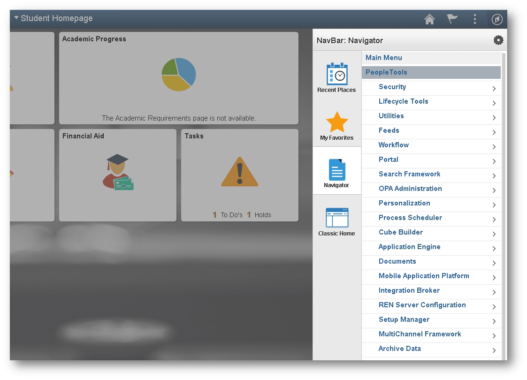 Student Homepage
Academic Progress
The Academic Requirements page is not available.
Financial Aid
Tasks
1 To Do's 1 Holds
NavBar: Navigator
Recent Places
My Favorites
Navigator
Classic Home
Main Menu
PeopleTools
Security
Lifecycle Tools
Utilities
Feeds
Workflow
Portal
Search Framework
OPA Administration
Personalization
Process Scheduler
Cube Builder
Application Engine
Documents
Mobile Application Platform
Integration Broker
REN Server Configuration
Setup Manager
MultiChannel Framework
Archive Data